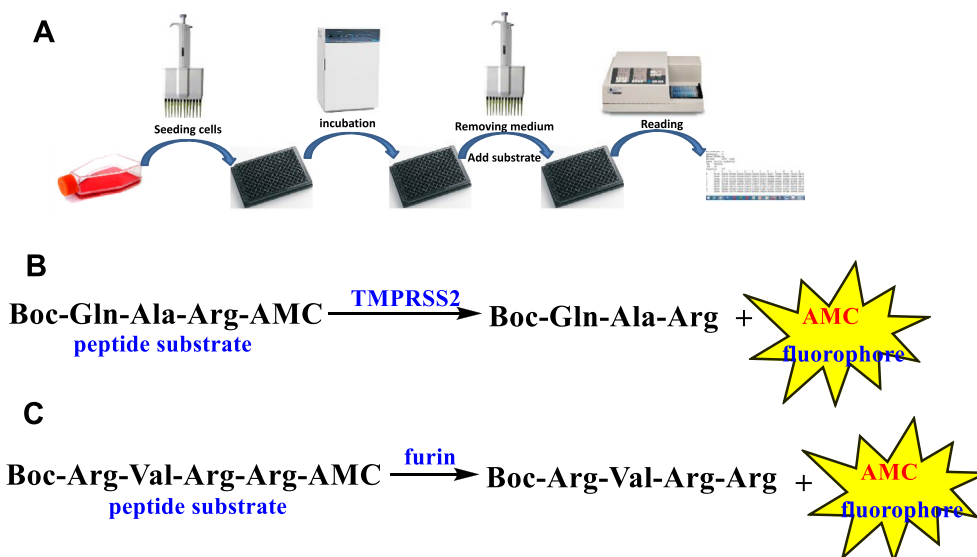 A
Seeding cells
incubation
Removing medium
Add substrate
Reading
B
Boc-Gln-Ala-Arg-AMC
TMPRSS2
Boc-Gln-Ala-Arg
+
AMC
peptide substrate
fluorophore
C
Boc-Arg-Val-Arg-Arg-AMC
furin
Boc-Arg-Val-Arg-Arg
+
AMC
peptide substrate
fluorophore